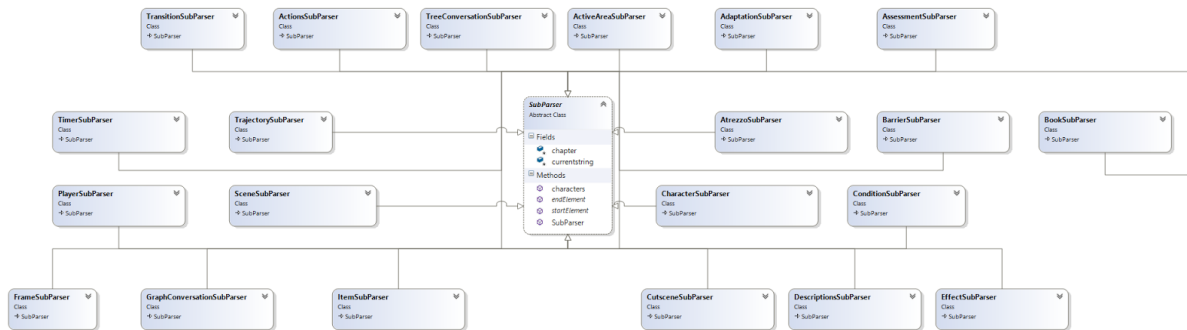 TransitionSubParser
Class
SubParser
ActionsSubParser
Class
SubParser
TreeConversationSubParser
Class
SubParser
ActiveAreaSubParser
Class
SubParser
AdaptationSubParser
Class
SubParser
AssessmentSubParser
Class
SubParser
TimerSubParser
Class
SubParser
TrajectorySubParser
Class
SubParser
SubParser
Abstract Class
Fields
chapter
currentstring
Methods
characters
endElement
startElement
SubParser
AtrezzoSubParser
Class
SubParser
BarrierSubParser
Class
SubParser
BookSubParser
Class
SubParser
PlayerSubParser
Class
SubParser
SceneSubParser
Class
SubParser
CharacterSubParser
Class
SubParser
ConditionSubParser
Class
SubParser
FrameSubParser
Class
SubParser
GraphConversationSubParser
Class
SubParser
ItemSubParser
Class
SubParser
CutsceneSubParser
Class
SubParser
DescriptionsSubParser
Class
SubParser
EffectSubParser
Class
SubParser